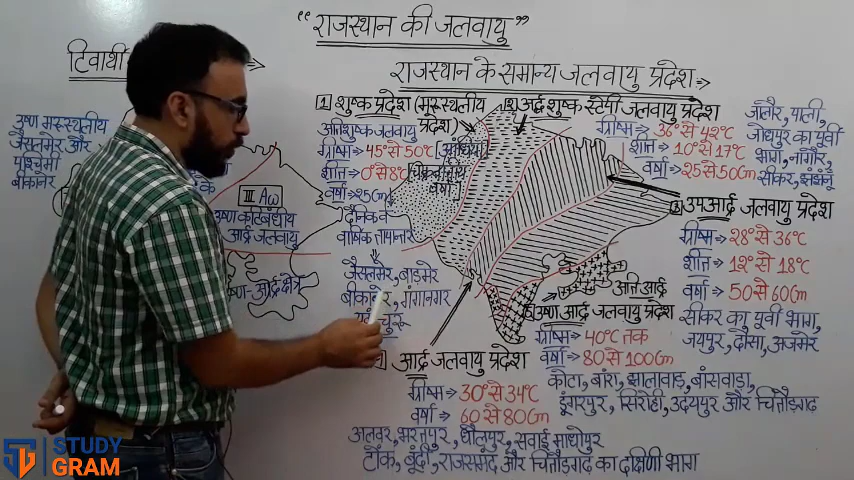 “राजस्थान की जलवायु”
टिवार्था
राजस्थान के समान्य जलवायु प्रदेश
उष्ण मरूस्थलीय
जैसलमेर और
पश्चिमी
बीकानेर
III Aw
उष्ण कटिबंधीय
आर्द्र जलवायु
1 शुष्क प्रदेश (मरूस्थलीय
प्रदेश)
अतिशुष्क जलवायु
ग्रीष्म 45° से 50°C
शीत 0° से 8°C
वर्षा 25Cm
दैनिक व
वार्षिक तापान्तर
जैसलमेर, बाड़मेर
बीकानेर, गंगानगर
अर्द्ध शुष्क स्टेपी जलवायु प्रदेश
ग्रीष्म 36° से 42°C
शीत 10° से 17°C
वर्षा 25 से 50Cm
जालौर, पाली,
जोधपुर का पूर्वी
भाग, नागौर,
सीकर, झुंझुनूं
उपआर्द्र जलवायु प्रदेश
ग्रीष्म 28° से 36°C
शीत 12° से 18°C
वर्षा 50 से 60Cm
सीकर का पूर्वी भाग,
जयपुर, दौसा, अजमेर
आर्द्र जलवायु प्रदेश
ग्रीष्म 30° से 34°C
वर्षा 60 से 80Cm
अलवर, भरतपुर, धौलपुर, सवाई माधोपुर
टोंक, बूंदी, राजसमंद और चित्तौड़गढ़ का दक्षिणी भाग
अति आर्द्र
उष्ण आर्द्र जलवायु प्रदेश
ग्रीष्म 40°C तक
वर्षा 80 से 100Cm
कोटा, बारां, झालावाड़, बांसवाड़ा,
डूंगरपुर, सिरोही, उदयपुर और चित्तौड़गढ़
STUDY
GRAM